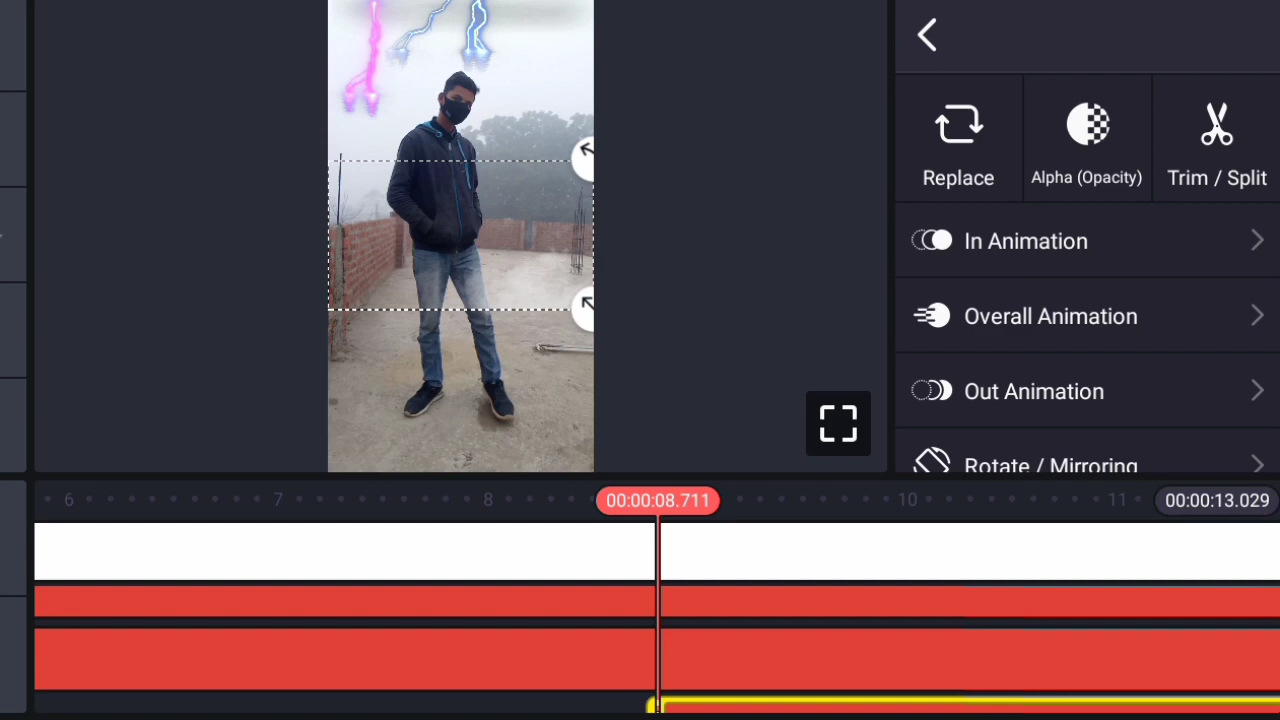 Replace
Alpha (Opacity)
Trim / Split
In Animation
Overall Animation
Out Animation
Rotate / Mirroring
6 7 8 00:00:08.711 10 11 00:00:13.029